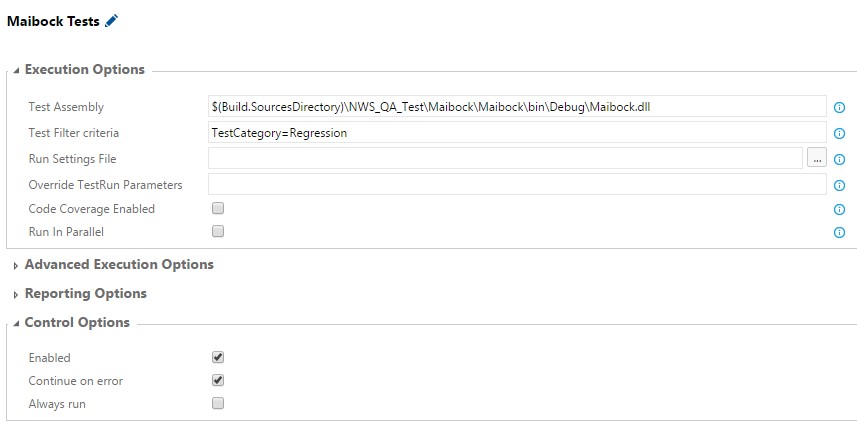 Maibock Tests
Execution Options
Test Assembly $(Build.SourcesDirectory)\NWS_QA_Test\Maibock\Maibock\bin\Debug\Maibock.dll
Test Filter criteria TestCategory=Regression
Run Settings File ...
Override TestRun Parameters
Code Coverage Enabled
Run In Parallel
Advanced Execution Options
Reporting Options
Control Options
Enabled
Continue on error
Always run